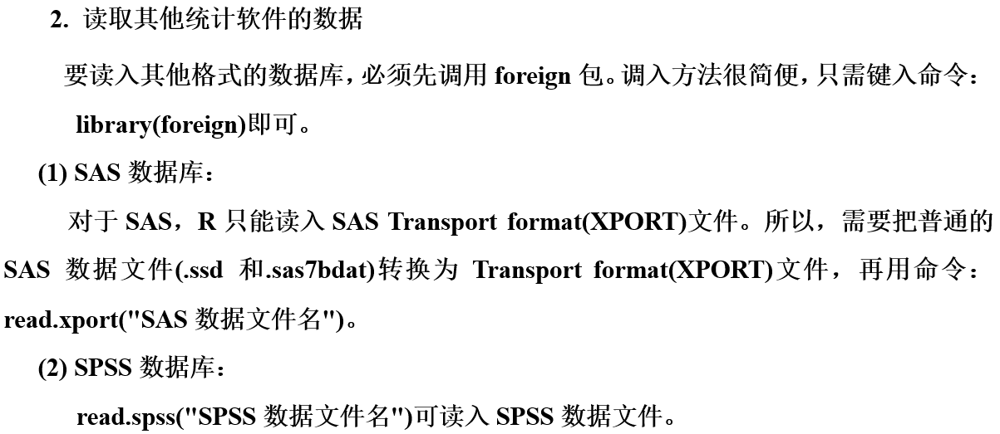 2. 读取其他统计软件的数据
要读入其他格式的数据库，必须先调用 foreign 包。调入方法很简便，只需键入命令：
library(foreign)即可。
(1) SAS 数据库：
对于 SAS，R 只能读入 SAS Transport format(XPORT)文件。所以，需要把普通的
SAS 数据文件(.ssd 和.sas7bdat)转换为 Transport format(XPORT)文件，再用命令：
read.xport("SAS 数据文件名")。
(2) SPSS 数据库：
read.spss("SPSS 数据文件名")可读入 SPSS 数据文件。